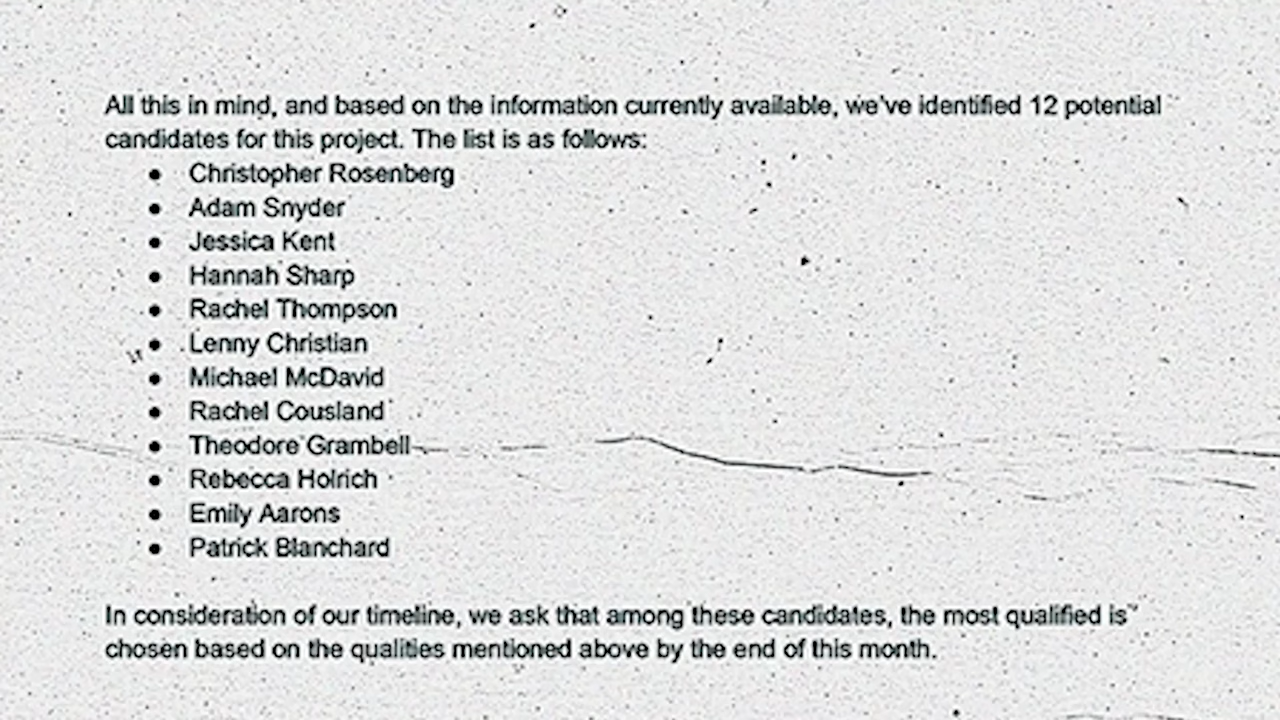 All this in mind, and based on the information currently available, we've identified 12 potential
candidates for this project. The list is as follows:
● Christopher Rosenberg
● Adam Snyder
● Jessica Kent
● Hannah Sharp
● Rachel Thompson
● Lenny Christian
● Michael McDavid
● Rachel Cousland
● Theodore Grambell
● Rebecca Holrich
● Emily Aarons
● Patrick Blanchard
In consideration of our timeline, we ask that among these candidates, the most qualified is
chosen based on the qualities mentioned above by the end of this month.